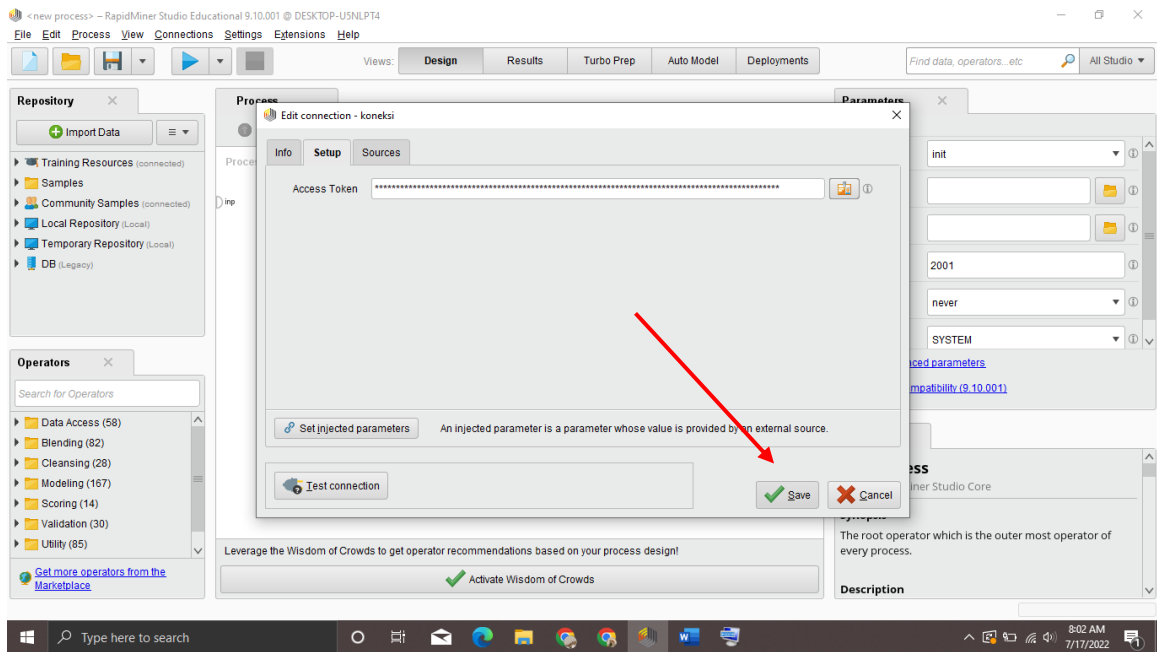 <new process> – RapidMiner Studio Educational 9.10.001 @ DESKTOP-U5NLPT4
File Edit Process View Connections Settings Extensions Help
Views: Design Results Turbo Prep Auto Model Deployments
Find data, operators...etc All Studio
Repository
Import Data
Training Resources (connected)
Samples
Community Samples (connected)
Local Repository (Local)
Temporary Repository (Local)
DB (Legacy)
Operators
Search for Operators
Data Access (58)
Blending (82)
Cleansing (28)
Modeling (167)
Scoring (14)
Validation (30)
Utility (85)
Get more operators from the
Marketplace
Process
Proce
inp
Edit connection - koneksi
Info Setup Sources
Access Token
Set injected parameters An injected parameter is a parameter whose value is provided by an external source.
Test connection
Save Cancel
Leverage the Wisdom of Crowds to get operator recommendations based on your process design!
Activate Wisdom of Crowds
Parameters
init
2001
never
SYSTEM
ced parameters
mpatibility (9.10.001)
ess
iner Studio Core
Synopsis
The root operator which is the outer most operator of
every process.
Description
Type here to search
8:02 AM
7/17/2022
1